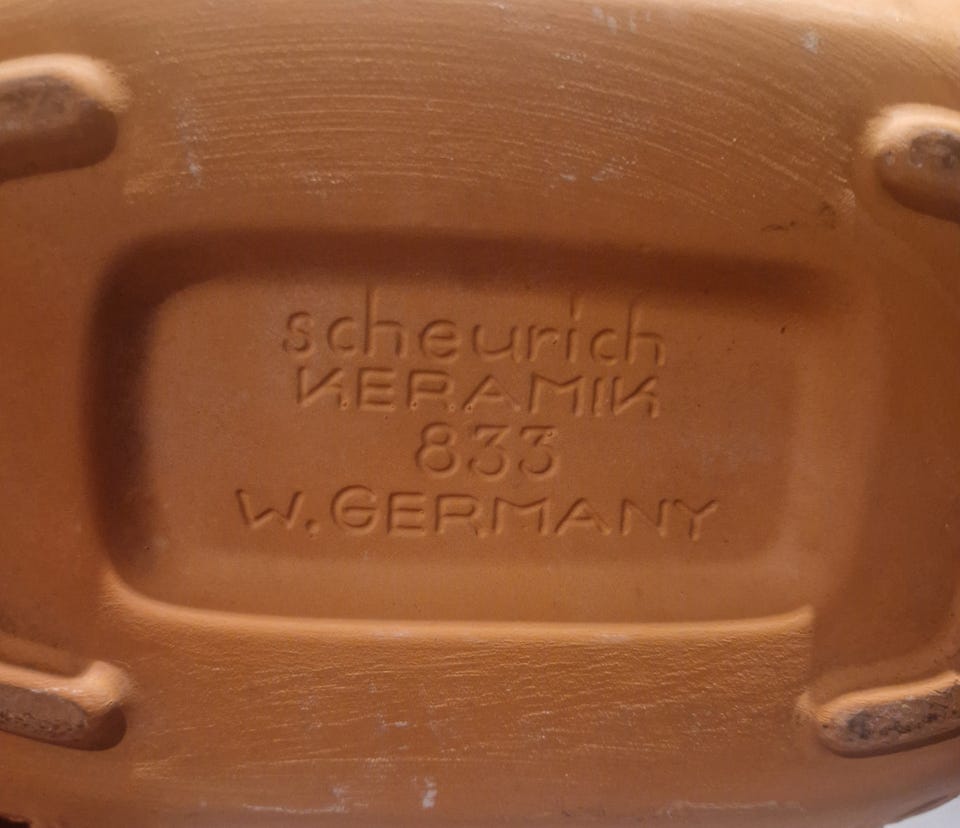 scheurich
KERAMIK
833
W. GERMANY